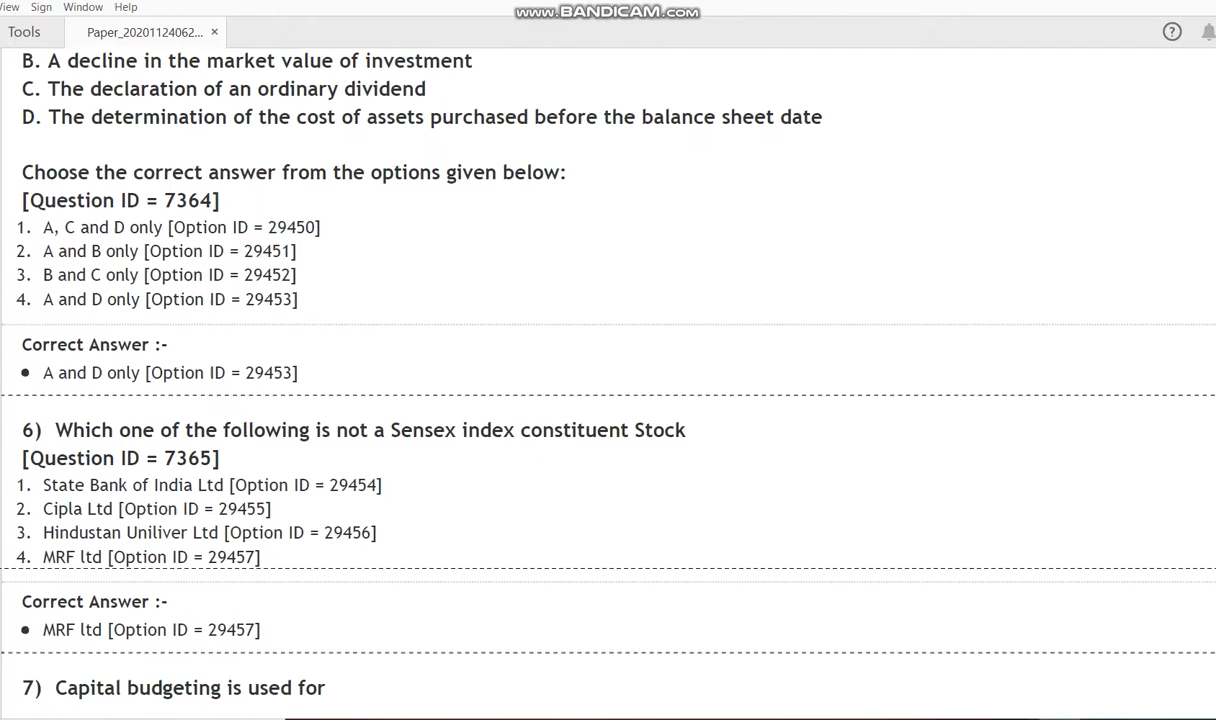 View Sign Window Help
www.BANDICAM.com
Tools Paper_20201124062... × ?
B. A decline in the market value of investment
C. The declaration of an ordinary dividend
D. The determination of the cost of assets purchased before the balance sheet date
Choose the correct answer from the options given below:
[Question ID = 7364]
1. A, C and D only [Option ID = 29450]
2. A and B only [Option ID = 29451]
3. B and C only [Option ID = 29452]
4. A and D only [Option ID = 29453]
Correct Answer :-
• A and D only [Option ID = 29453]
6) Which one of the following is not a Sensex index constituent Stock
[Question ID = 7365]
1. State Bank of India Ltd [Option ID = 29454]
2. Cipla Ltd [Option ID = 29455]
3. Hindustan Uniliver Ltd [Option ID = 29456]
4. MRF ltd [Option ID = 29457]
Correct Answer :-
• MRF ltd [Option ID = 29457]
7) Capital budgeting is used for